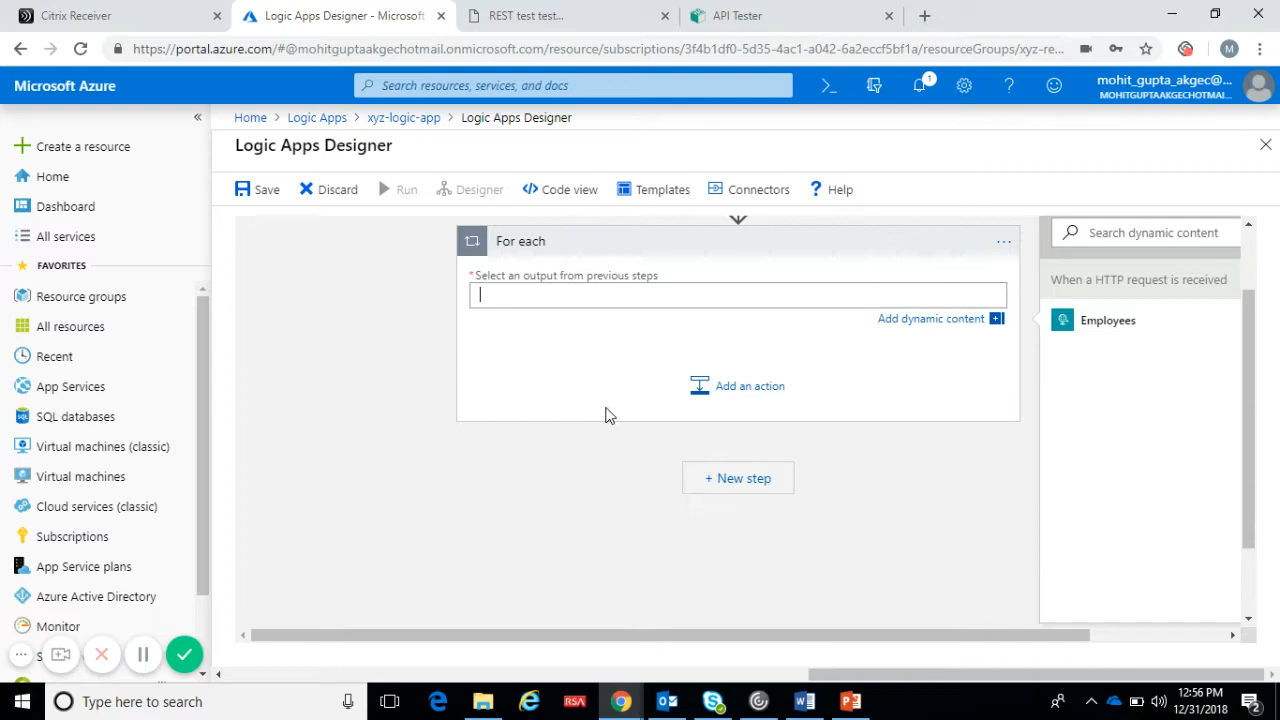 Citrix Receiver
Logic Apps Designer - Microsoft
REST test test...
API Tester
https://portal.azure.com/#@mohitguptaakgechotmail.onmicrosoft.com/resource/subscriptions/3f4b1df0-5d35-4ac1-a042-6a2eccf5bf1a/resourceGroups/xyz-re...
M
Microsoft Azure
Search resources, services, and docs
1
mohit_gupta_akgec@...
MOHITGUPTAAKGECHOTMAI...
Create a resource
Home
Dashboard
All services
FAVORITES
Resource groups
All resources
Recent
App Services
SQL databases
Virtual machines (classic)
Virtual machines
Cloud services (classic)
Subscriptions
App Service plans
Azure Active Directory
Monitor
Home > Logic Apps > xyz-logic-app > Logic Apps Designer
Logic Apps Designer
Save
Discard
Run
Designer
Code view
Templates
Connectors
Help
For each
*Select an output from previous steps
Add dynamic content
Add an action
+ New step
Search dynamic content
When a HTTP request is received
Employees
Type here to search
RSA
12:56 PM
12/31/2018
2